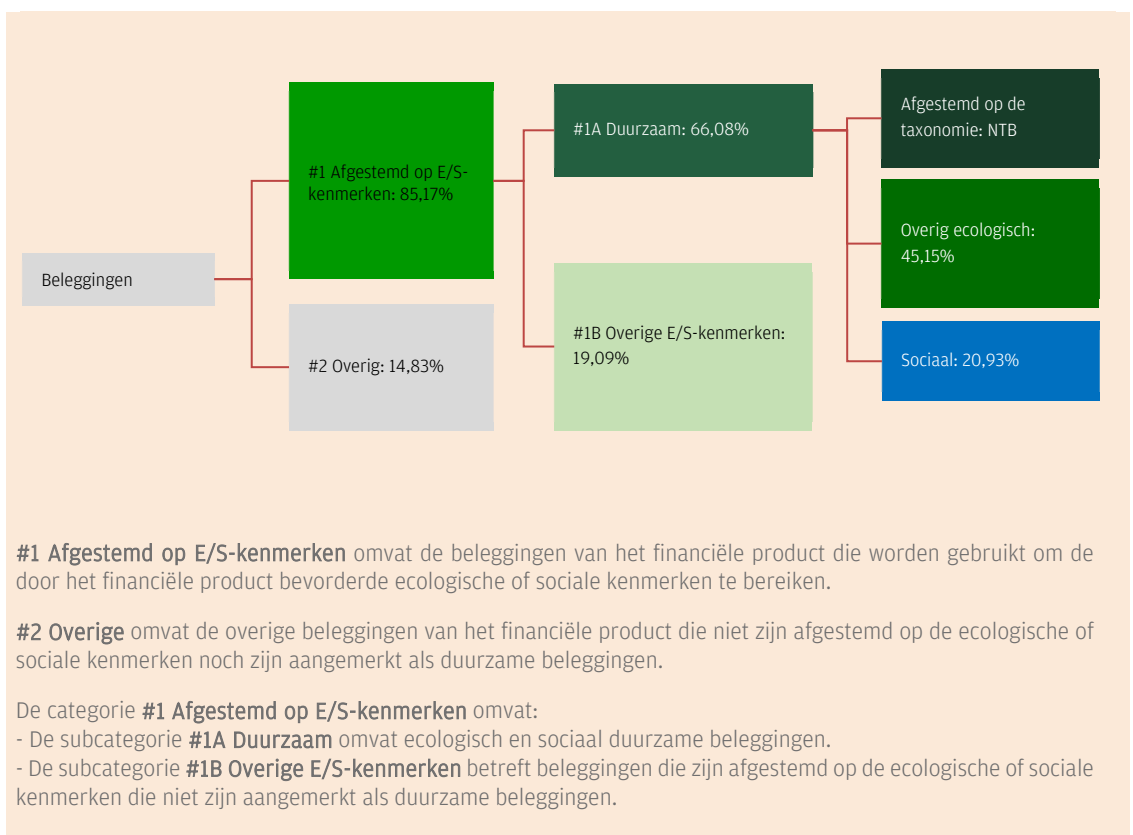 Beleggingen
#1 Afgestemd op E/S-
kenmerken: 85,17%
#2 Overig: 14,83%
#1A Duurzaam: 66,08%
#1B Overige E/S-kenmerken:
19,09%
Afgestemd op de
taxonomie: NTB
Overig ecologisch:
45,15%
Sociaal: 20,93%
#1 Afgestemd op E/S-kenmerken omvat de beleggingen van het financiële product die worden gebruikt om de
door het financiële product bevorderde ecologische of sociale kenmerken te bereiken.
#2 Overige omvat de overige beleggingen van het financiële product die niet zijn afgestemd op de ecologische of
sociale kenmerken noch zijn aangemerkt als duurzame beleggingen.
De categorie #1 Afgestemd op E/S-kenmerken omvat:
- De subcategorie #1A Duurzaam omvat ecologisch en sociaal duurzame beleggingen.
- De subcategorie #1B Overige E/S-kenmerken betreft beleggingen die zijn afgestemd op de ecologische of sociale
kenmerken die niet zijn aangemerkt als duurzame beleggingen.